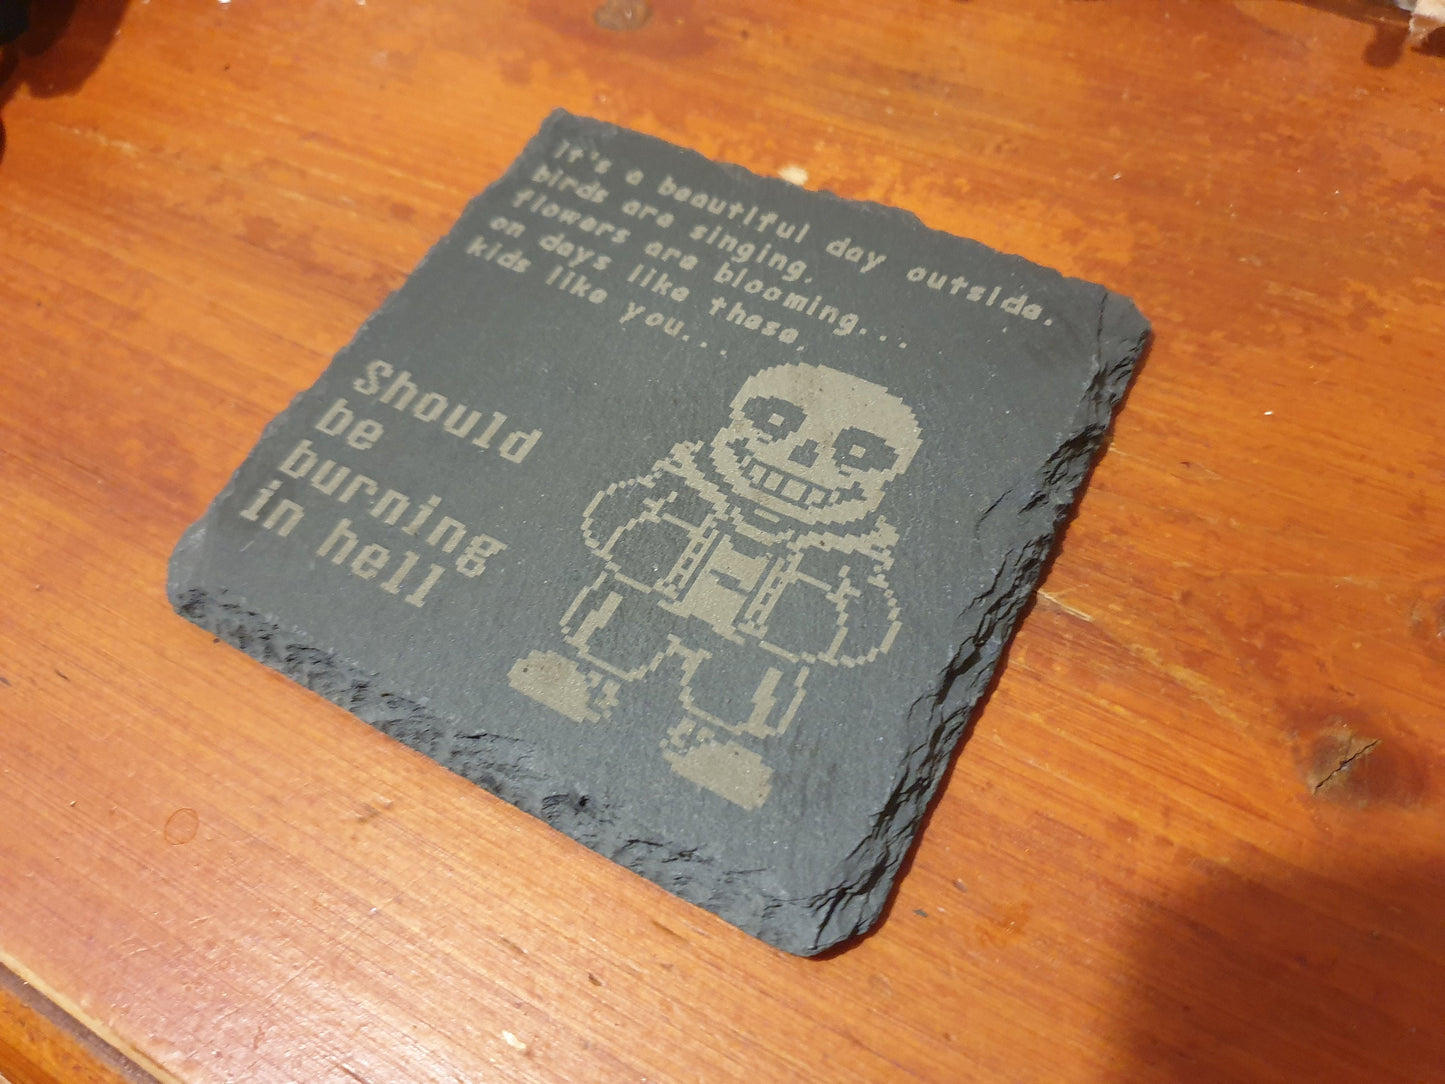 It's a beautiful day outside.
birds are singing.
flowers are blooming...
on days like these,
kids like you...
Should
be
burning
in hell